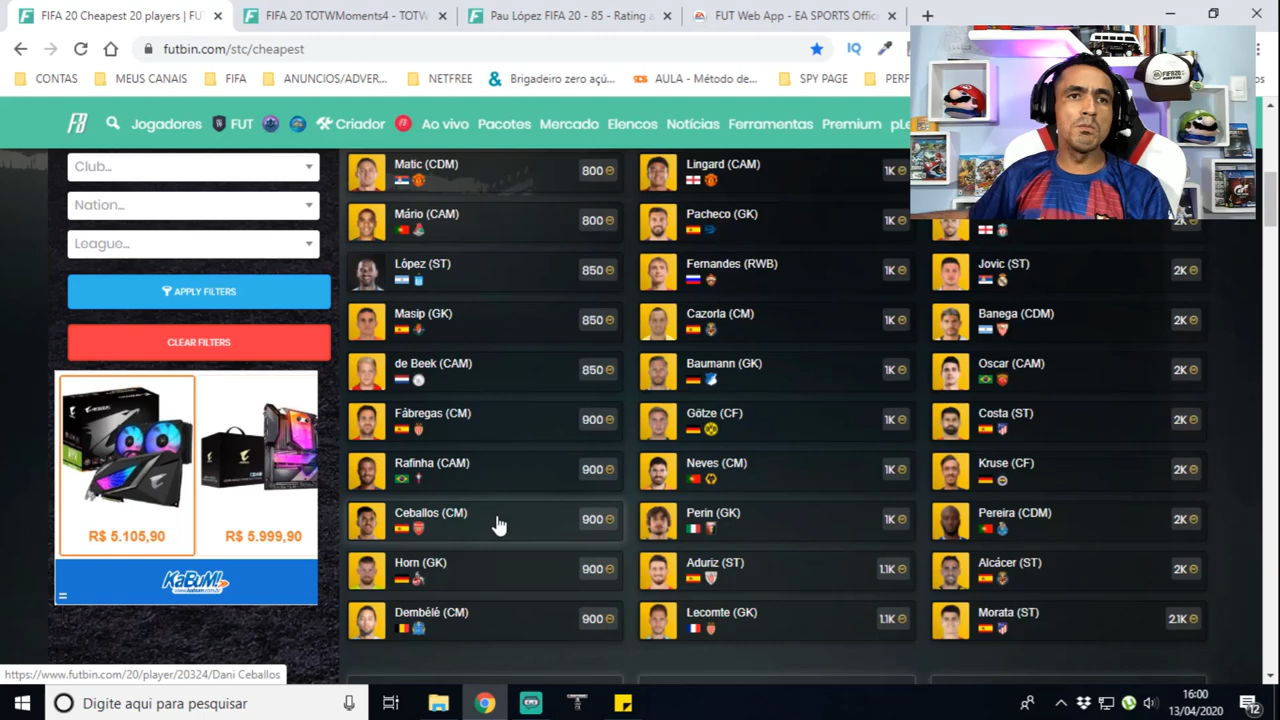 FIFA 20 Cheapest 20 players | FU
FIFA 20 TOTWMoments4 - TOTW
Pau López FIFA 20 - 85 - Rating a
FUT Web App - EA SPORTS Offic
futbin.com/stc/cheapest
IQ
CONTAS
MEUS CANAIS
FIFA
ANUNCIOS/ADVER...
NETFREE
Brigadeiro zero açú...
AULA - Método de...
SPY PAGE
Jogadores
FUT
Criador
Ao vivo
Pacotes
Mercado
Elencos
Notícias
Ferramentas
Premium
Club...
Nation...
League...
APPLY FILTERS
CLEAR FILTERS
R$ 5.105,90
R$ 5.999,90
KaBuM!
www.kabum.com.br
Matic (CDM)
800
Mário (CAM)
800
López (ST)
850
Masip (GK)
850
de Beek (CAM)
850
Fábregas (CM)
900
Rafinha (CAM)
900
Ceballos (CM)
900
Horn (GK)
900
Dembélé (CM)
900
Lingard (CAM)
1K
Pacheco (GK)
1K
Fernandes (RWB)
1K
Cazorla (CM)
1K
Baumann (GK)
1K
Götze (CF)
1K
Neves (CM)
1K
Perin (GK)
1K
Aduriz (ST)
1.1K
Lecomte (GK)
1.1K
2K
Jovic (ST)
2K
Banega (CDM)
2K
Oscar (CAM)
2K
Costa (ST)
2K
Kruse (CF)
2K
Pereira (CDM)
2K
Alcácer (ST)
2K
Morata (ST)
2.1K
https://www.futbin.com/20/player/20324/Dani Ceballos
Digite aqui para pesquisar
16:00
13/04/2020
12